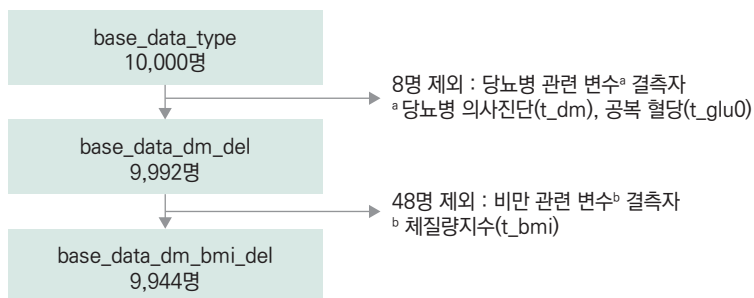 base_data_type
10,000명
8명 제외 : 당뇨병 관련 변수ᵃ 결측자
ᵃ 당뇨병 의사진단(t_dm), 공복 혈당(t_glu0)
base_data_dm_del
9,992명
48명 제외 : 비만 관련 변수ᵇ 결측자
ᵇ 체질량지수(t_bmi)
base_data_dm_bmi_del
9,944명